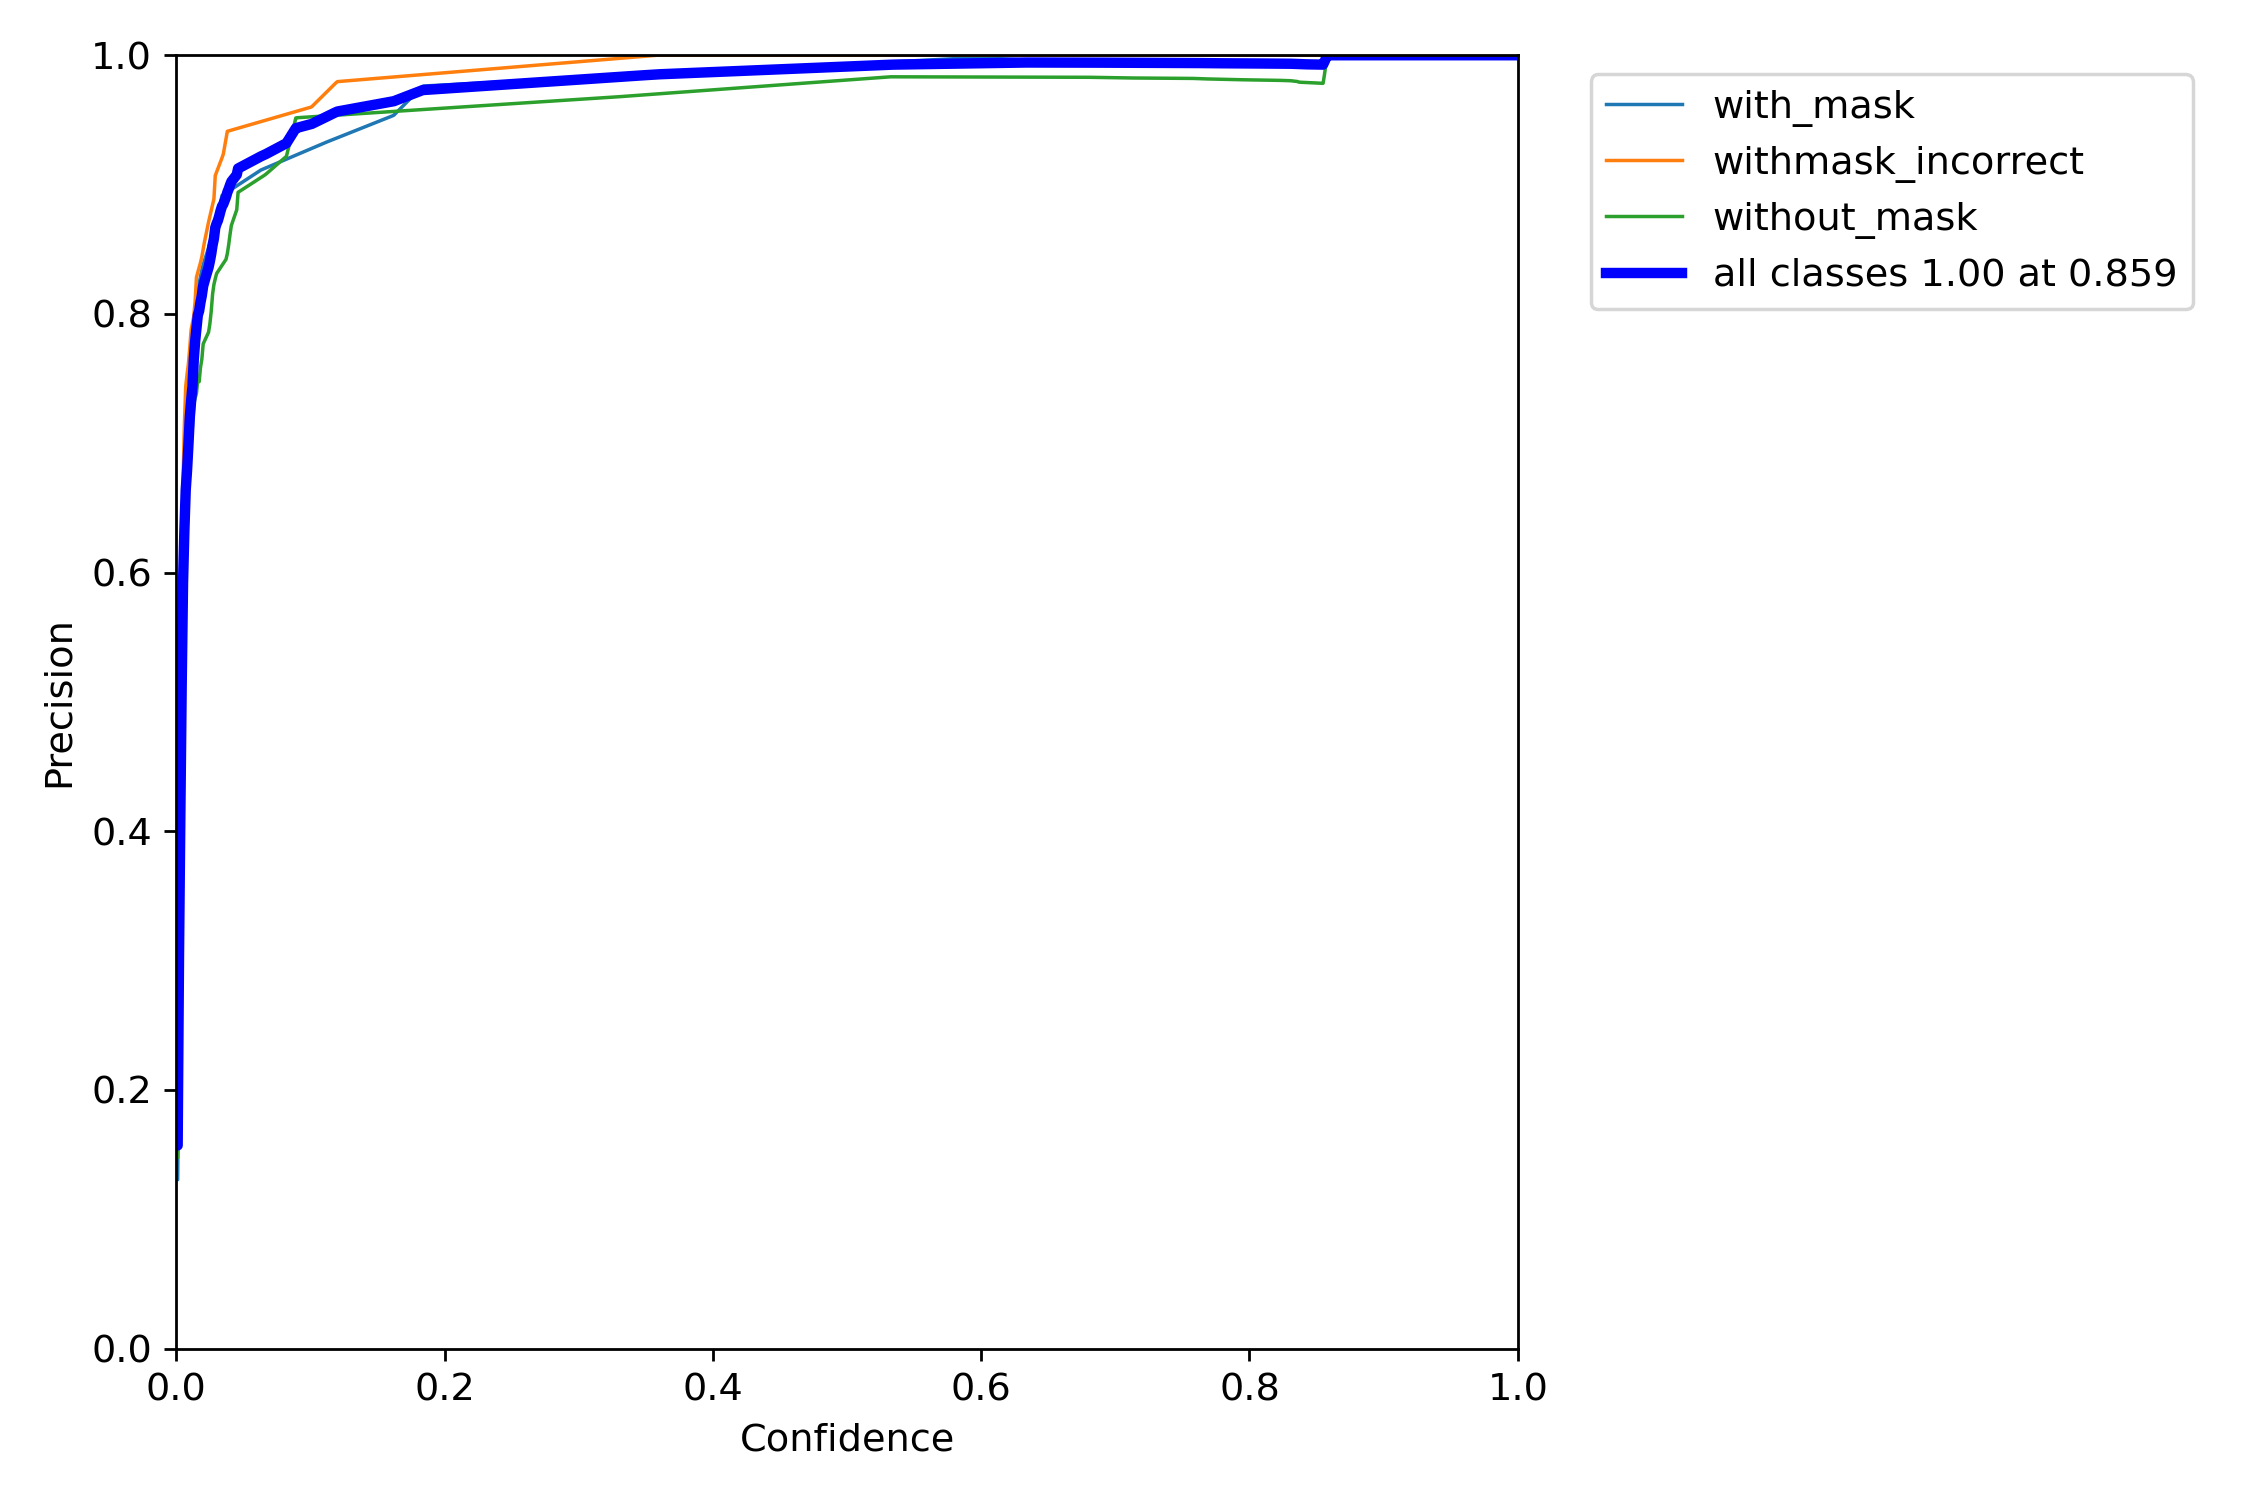 1.0
0.8
0.6
0.4
0.2
0.0
Precision
0.0 0.2 0.4 0.6 0.8 1.0
Confidence
with_mask
withmask_incorrect
without_mask
all classes 1.00 at 0.859